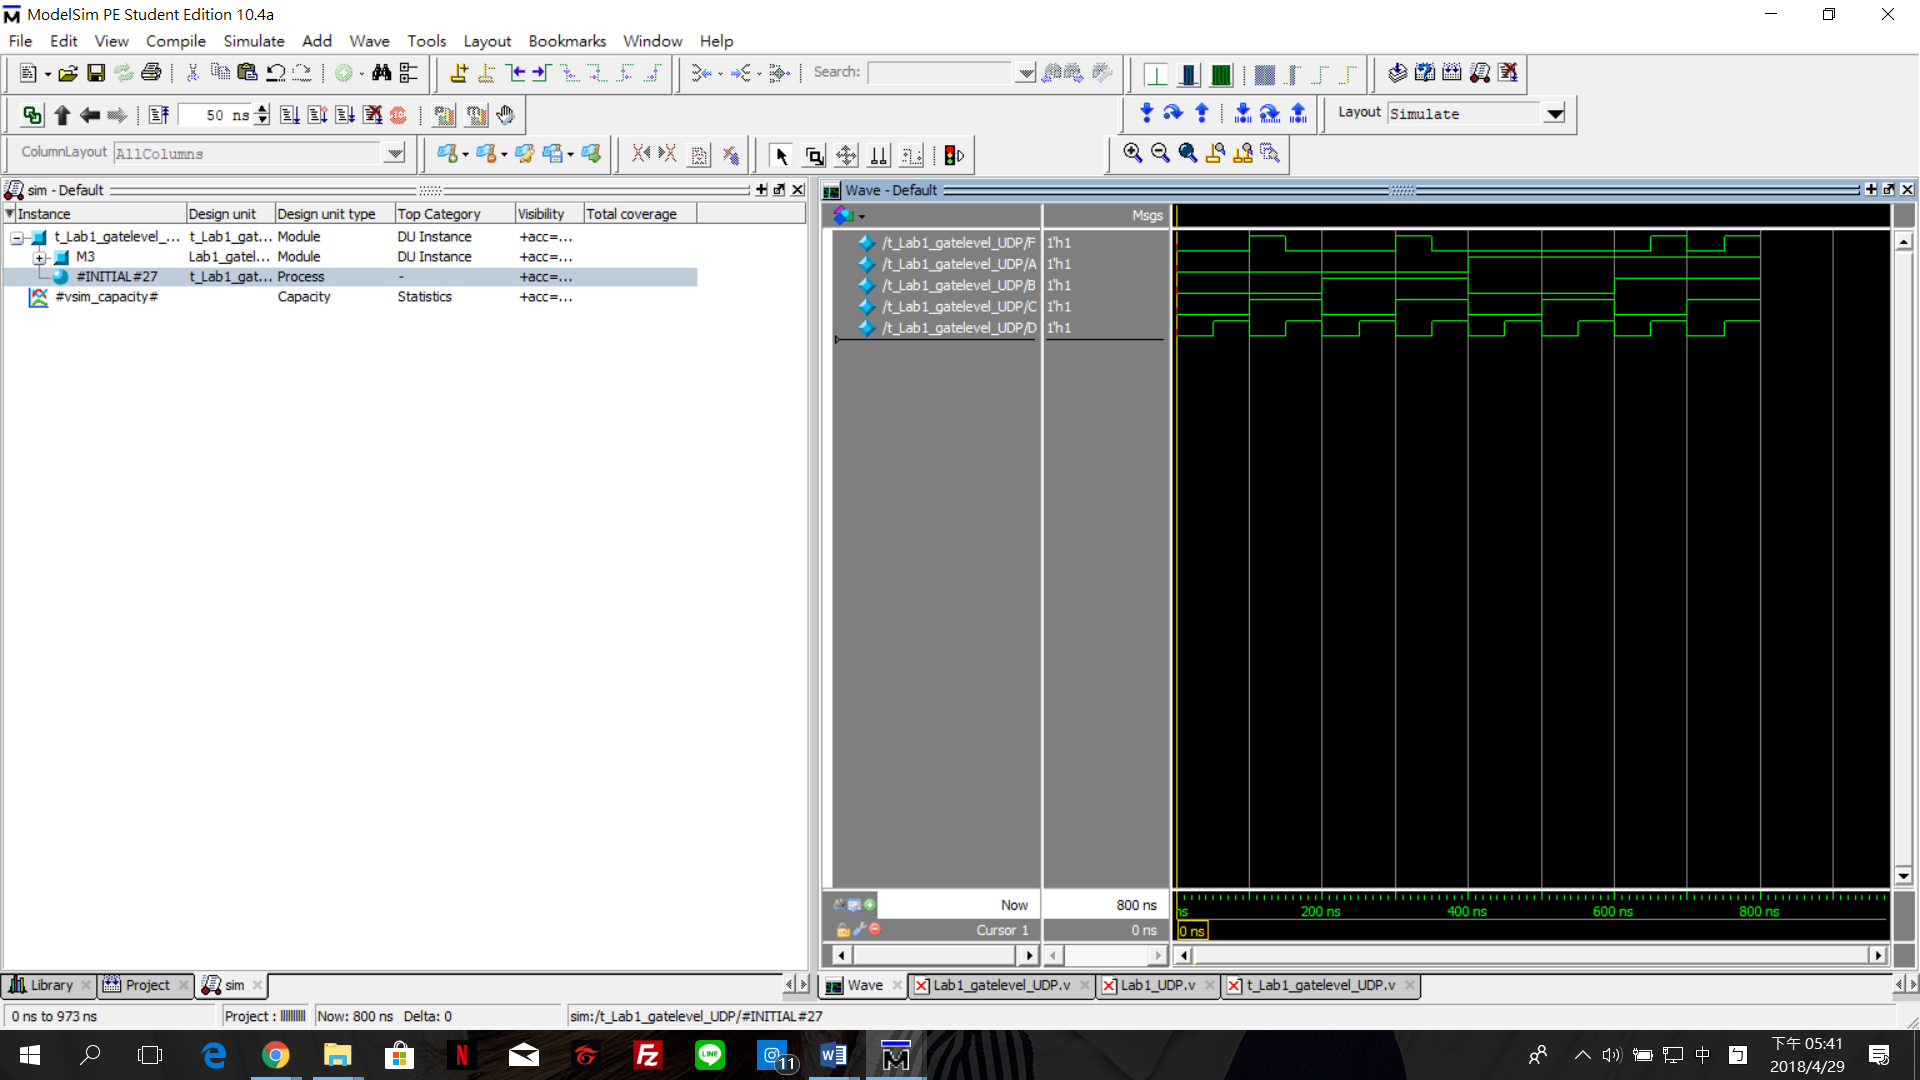 ModelSim PE Student Edition 10.4a
File Edit View Compile Simulate Add Wave Tools Layout Bookmarks Window Help
Search:
50 ns
Layout Simulate
ColumnLayout AllColumns
sim - Default
Instance Design unit Design unit type Top Category Visibility Total coverage
t_Lab1_gatelevel_... t_Lab1_gat... Module DU Instance +acc=...
M3 Lab1_gatel... Module DU Instance +acc=...
#INITIAL#27 t_Lab1_gat... Process - +acc=...
#vsim_capacity# Capacity Statistics +acc=...
Wave - Default
Msgs
/t_Lab1_gatelevel_UDP/F 1'h1
/t_Lab1_gatelevel_UDP/A 1'h1
/t_Lab1_gatelevel_UDP/B 1'h1
/t_Lab1_gatelevel_UDP/C 1'h1
/t_Lab1_gatelevel_UDP/D 1'h1
Now 800 ns
ns 200 ns 400 ns 600 ns 800 ns
Cursor 1 0 ns
0 ns
Library Project sim
Wave Lab1_gatelevel_UDP.v Lab1_UDP.v t_Lab1_gatelevel_UDP.v
0 ns to 973 ns Project : Now: 800 ns Delta: 0 sim:/t_Lab1_gatelevel_UDP/#INITIAL#27
11
中
下午 05:41
2018/4/29